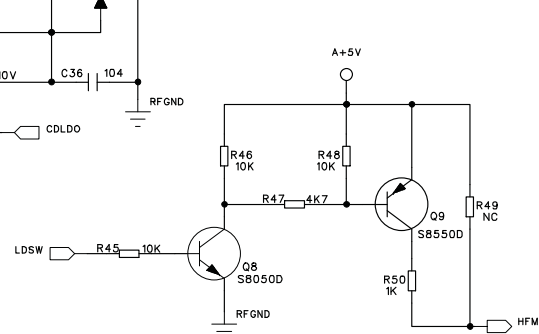 A+5V
0V
C36 104
RFGND
CDLDO
R46
10K
R48
10K
R47 4K7
R49
NC
Q9
S8550D
LDSW
R45 10K
Q8
S8050D
R50
1K
RFGND
HFM